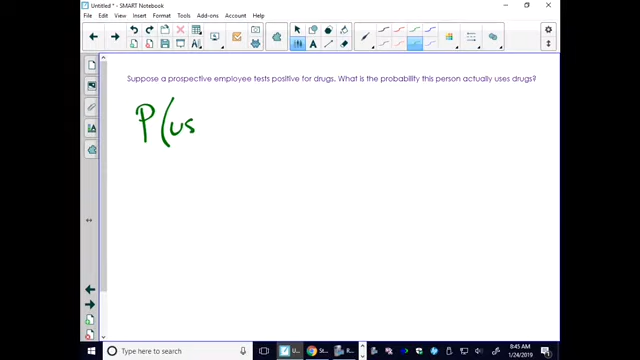 Untitled * - SMART Notebook
File Edit View Insert Format Tools Add-ons Account Help
Suppose a prospective employee tests positive for drugs. What is the probability this person actually uses drugs?
P(us
Type here to search
U...
St...
R...
8:45 AM
1/24/2019